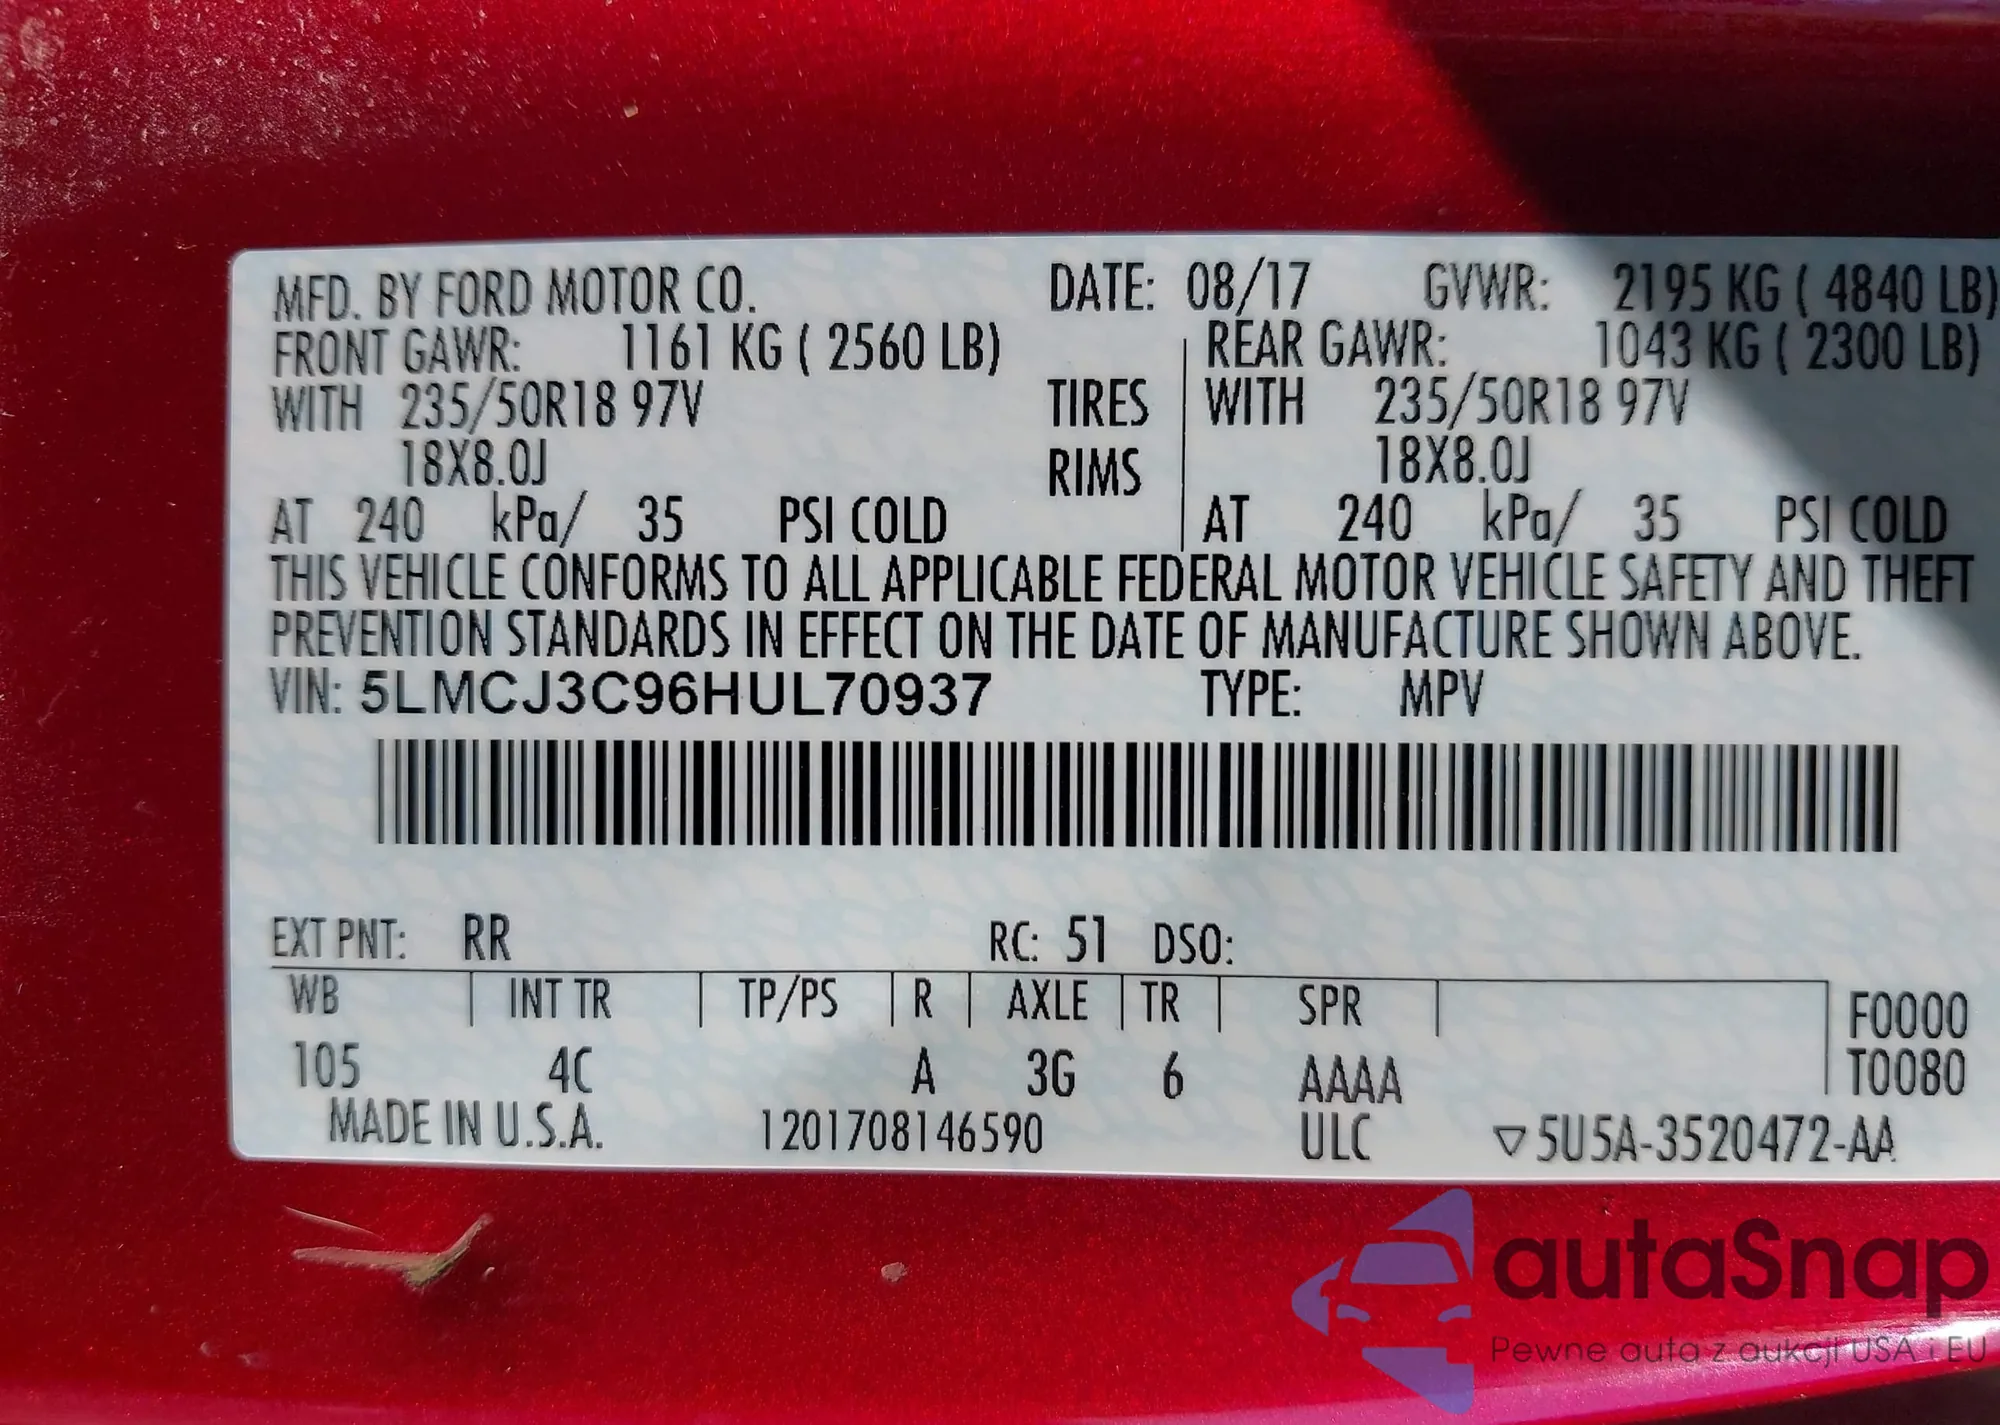 MFD. BY FORD MOTOR CO. DATE: 08/17 GVWR: 2195 KG ( 4840 LB)
FRONT GAWR: 1161 KG ( 2560 LB) REAR GAWR: 1043 KG ( 2300 LB)
WITH 235/50R18 97V TIRES WITH 235/50R18 97V
18X8.0J RIMS 18X8.0J
AT 240 kPa/ 35 PSI COLD AT 240 kPa/ 35 PSI COLD
THIS VEHICLE CONFORMS TO ALL APPLICABLE FEDERAL MOTOR VEHICLE SAFETY AND THEFT
PREVENTION STANDARDS IN EFFECT ON THE DATE OF MANUFACTURE SHOWN ABOVE.
VIN: 5LMCJ3C96HUL70937 TYPE: MPV
EXT PNT: RR RC: 51 DSO:
WB INT TR TP/PS R AXLE TR SPR F0000
105 4C A 3G 6 AAAA T0080
MADE IN U.S.A. 1201708146590 ULC ▽5U5A-3520472-AA
autaSnap
Pewne auta z aukcji USA i EU